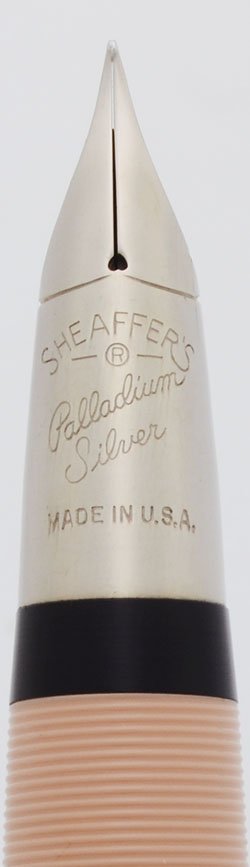 SHEAFFER'S
®
Palladium
Silver
MADE IN U.S.A.